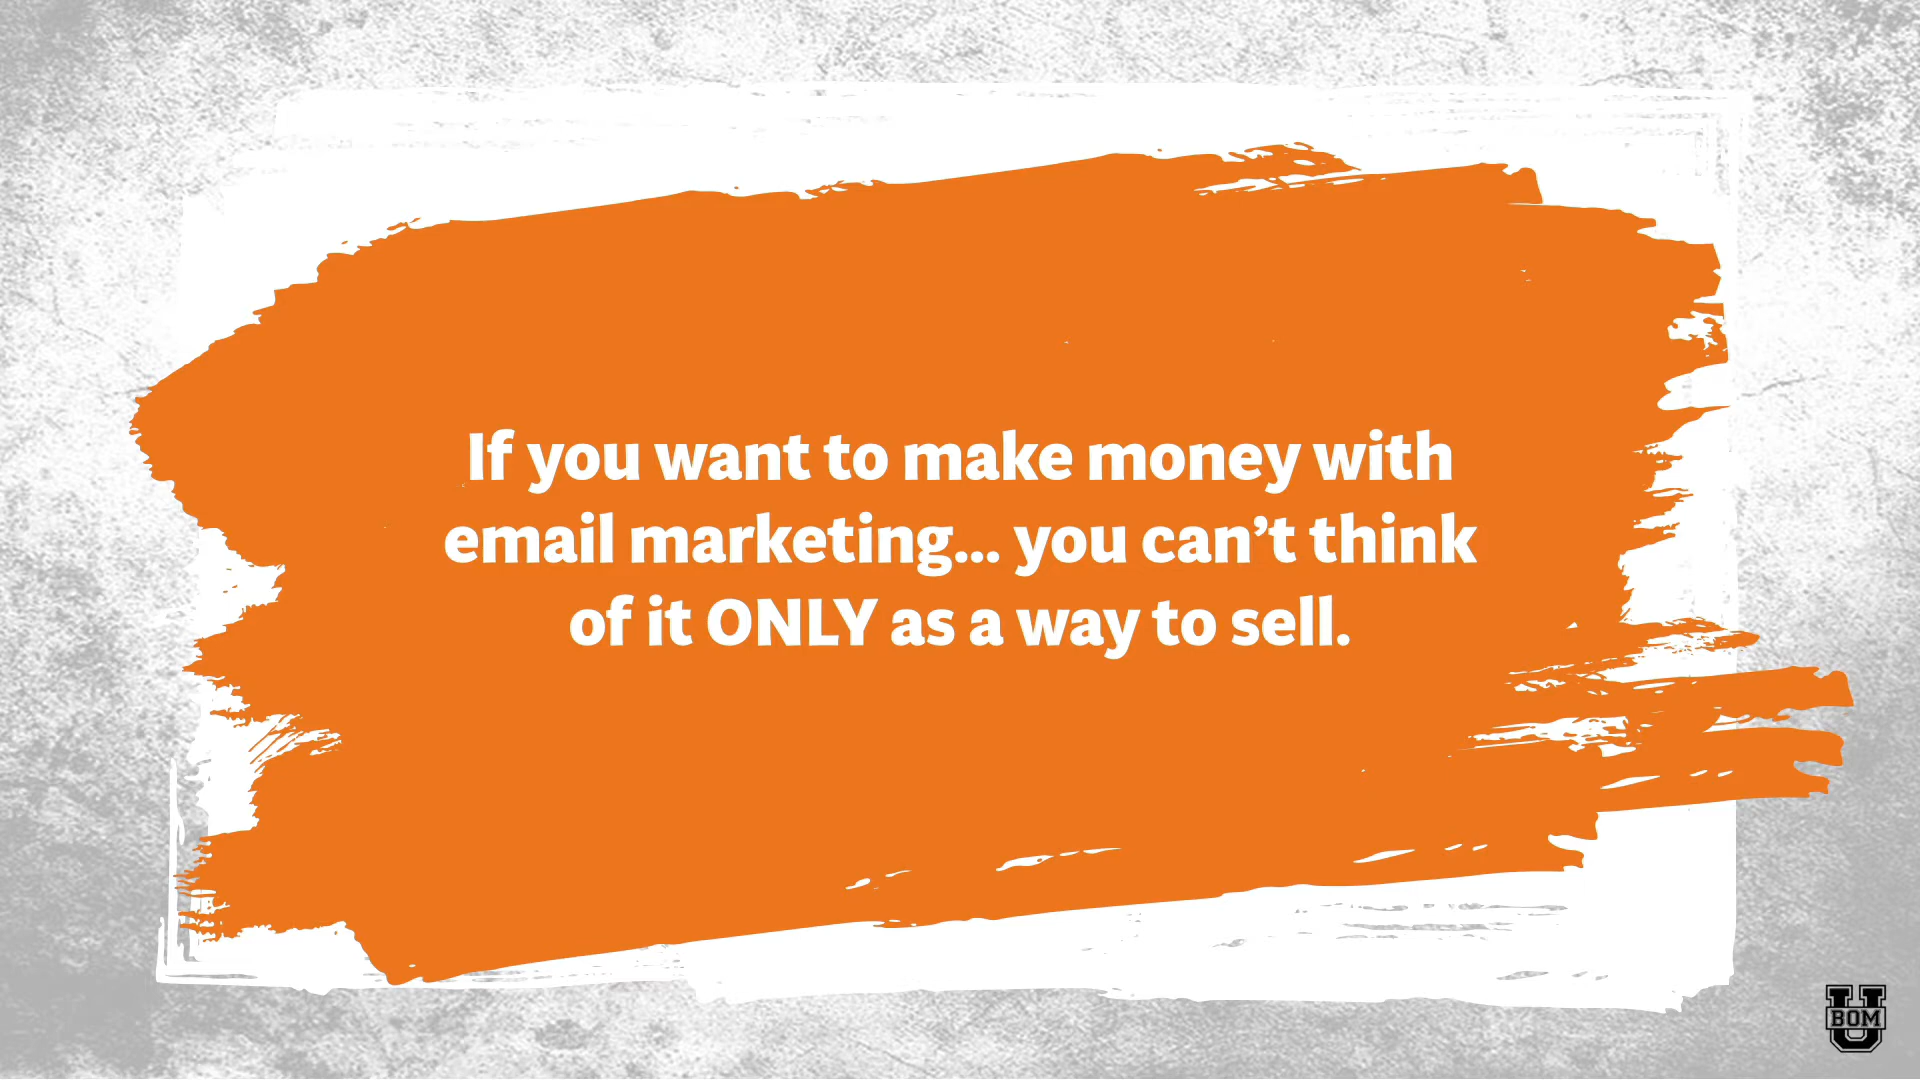 If you want to make money with
email marketing... you can't think
of it ONLY as a way to sell.
U
BOM